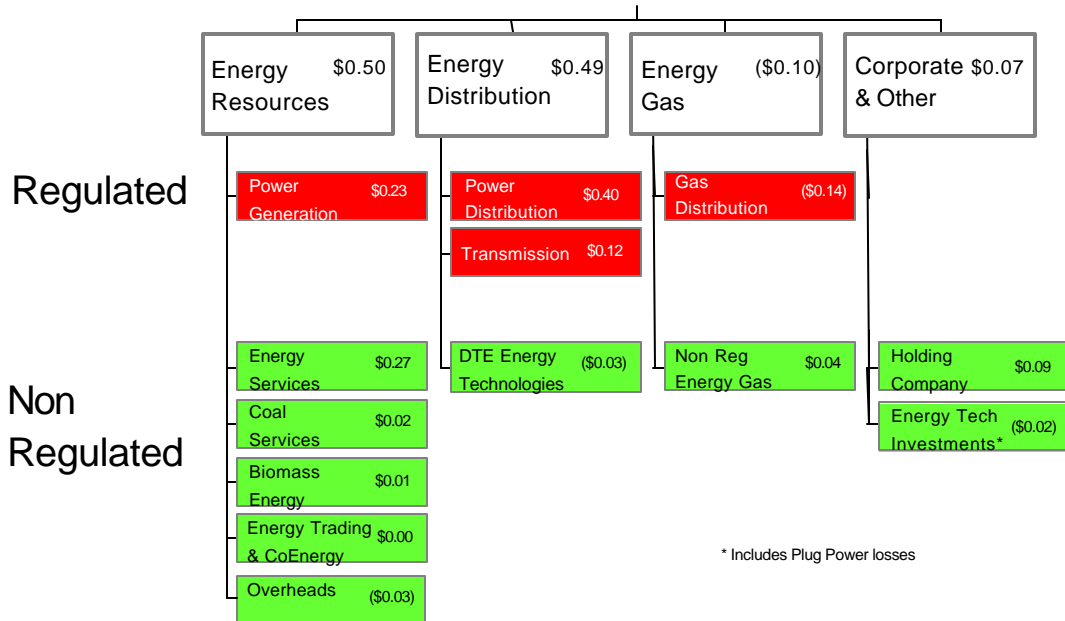 Energy $0.50
Resources
Energy $0.49
Distribution
Energy ($0.10)
Gas
Corporate $0.07
& Other
Regulated
Power $0.23
Generation
Power $0.40
Distribution
Gas ($0.14)
Distribution
Transmission $0.12
Non
Regulated
Energy $0.27
Services
DTE Energy ($0.03)
Technologies
Non Reg $0.04
Energy Gas
Holding $0.09
Company
Coal $0.02
Services
Energy Tech ($0.02)
Investments*
Biomass $0.01
Energy
Energy Trading $0.00
& CoEnergy
Overheads ($0.03)
* Includes Plug Power losses